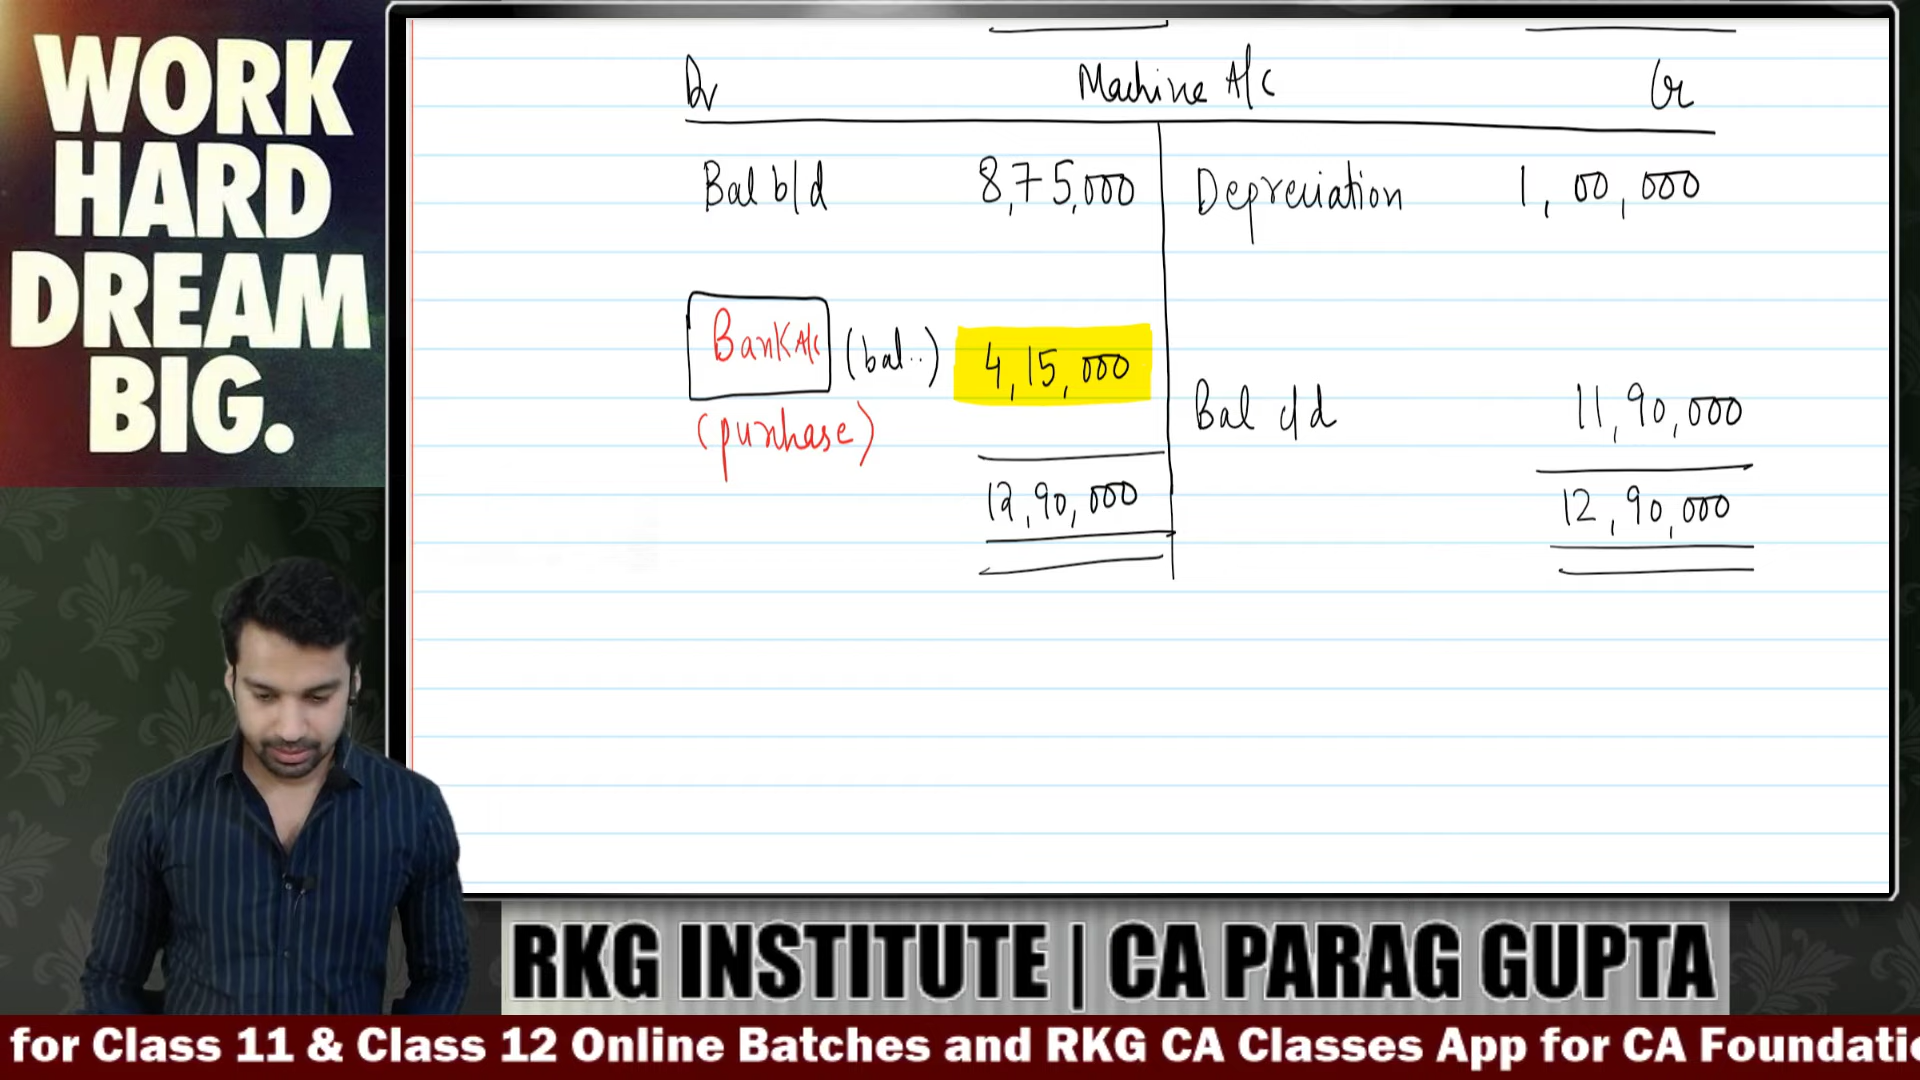 WORK
HARD
DREAM
BIG.
Dr Machine A/c Cr
Bal b/d 8,75,000 Depreciation 1,00,000
Bank A/c (bal..) 4,15,000
(purchase)
Bal c/d 11,90,000
12,90,000 12,90,000
RKG INSTITUTE | CA PARAG GUPTA
for Class 11 & Class 12 Online Batches and RKG CA Classes App for CA Foundati